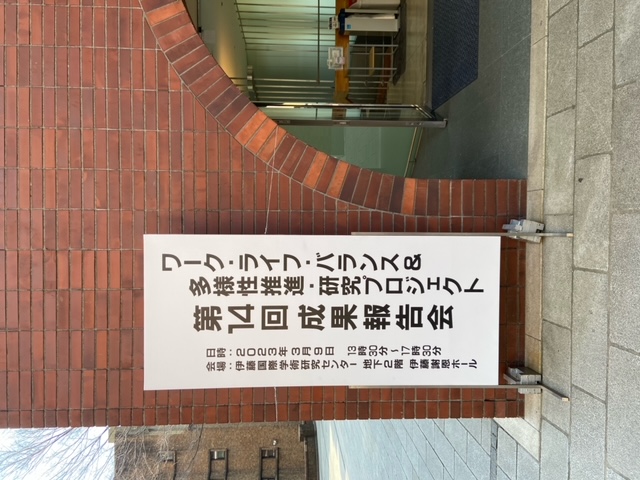 ワーク・ライフ・バランス&
多様性推進・研究プロジェクト
第14回 成果報告会
日時:2023年3月9日 13時30分~17時30分
会場:伊藤国際学術研究センター 地下2階 伊藤謝恩ホール